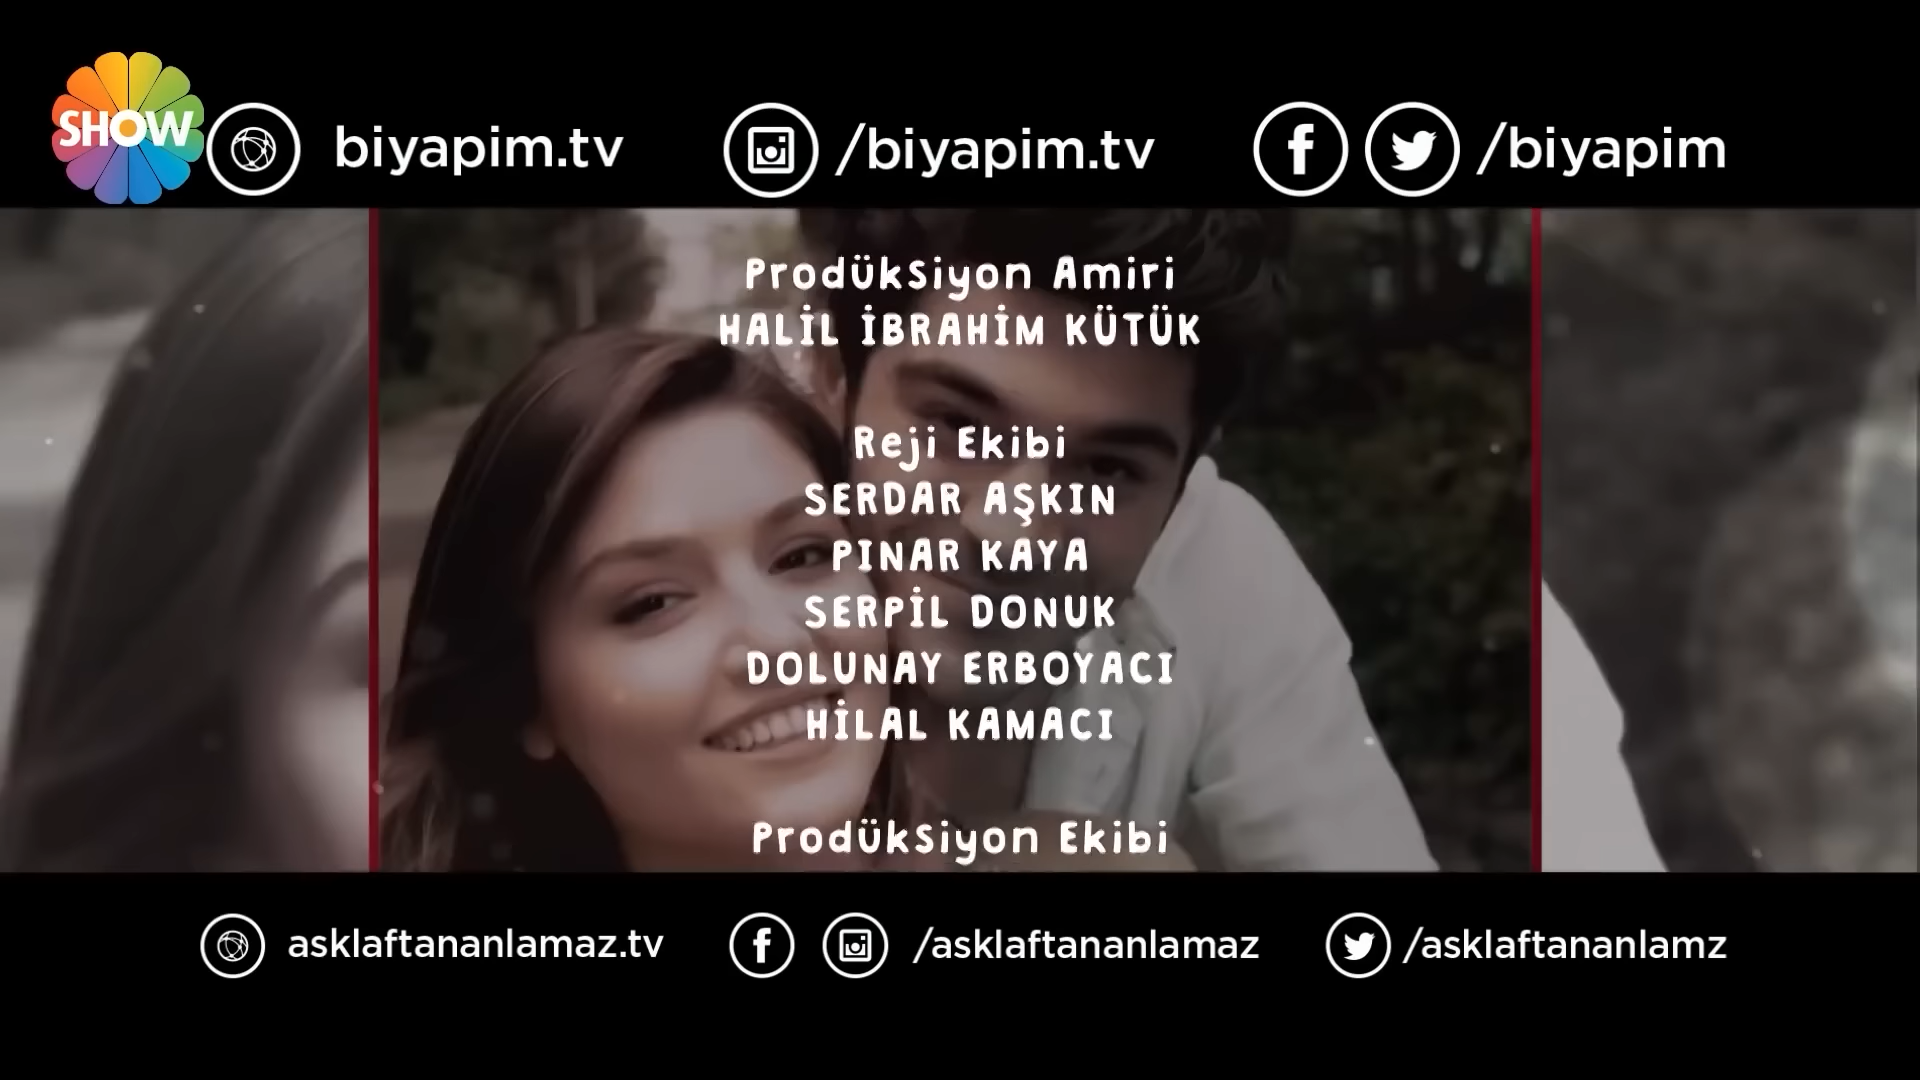 SHOW
biyapim.tv
/biyapim.tv
/biyapim
Prodüksiyon Amiri
HALİL İBRAHİM KÜTÜK
Reji Ekibi
SERDAR AŞKIN
PINAR KAYA
SERPİL DONUK
DOLUNAY ERBOYACI
HİLAL KAMACI
Prodüksiyon Ekibi
asklaftananlamaz.tv
/asklaftananlamaz
/asklaftananlamz